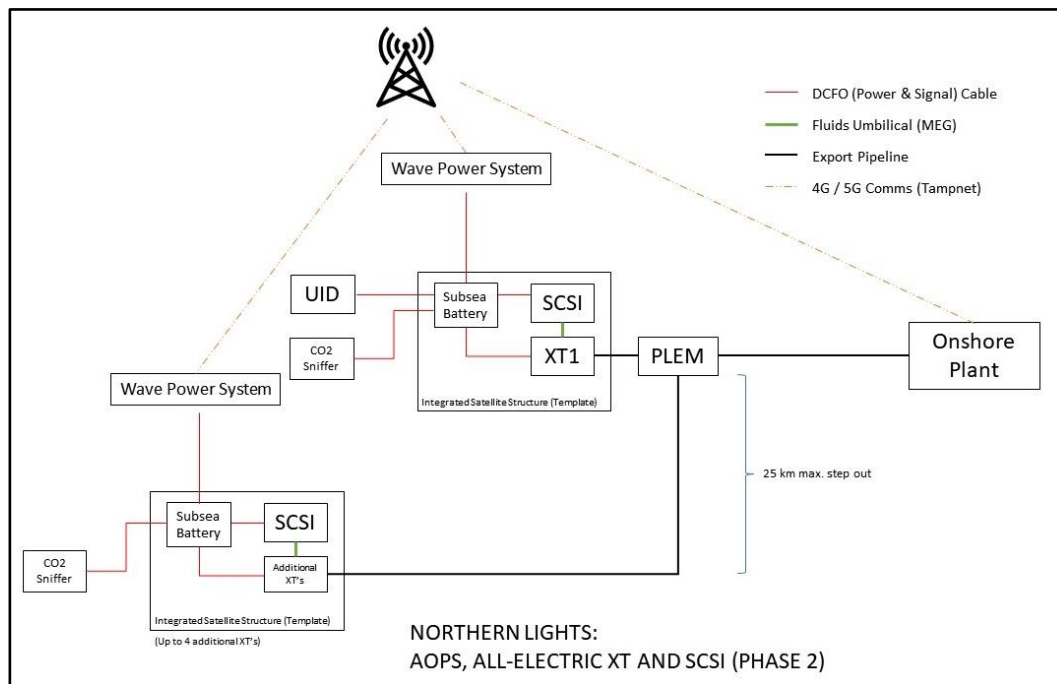 DCFO (Power & Signal) Cable
Fluids Umbilical (MEG)
Export Pipeline
4G / 5G Comms (Tampnet)
Wave Power System
UID
Subsea
Battery
SCSI
CO2
Sniffer
XT1
PLEM
Onshore
Plant
Integrated Satellite Structure (Template)
Wave Power System
25 km max. step out
Subsea
Battery
SCSI
CO2
Sniffer
Additional
XT's
Integrated Satellite Structure (Template)
(Up to 4 additional XT's)
NORTHERN LIGHTS:
AOPS, ALL-ELECTRIC XT AND SCSI (PHASE 2)